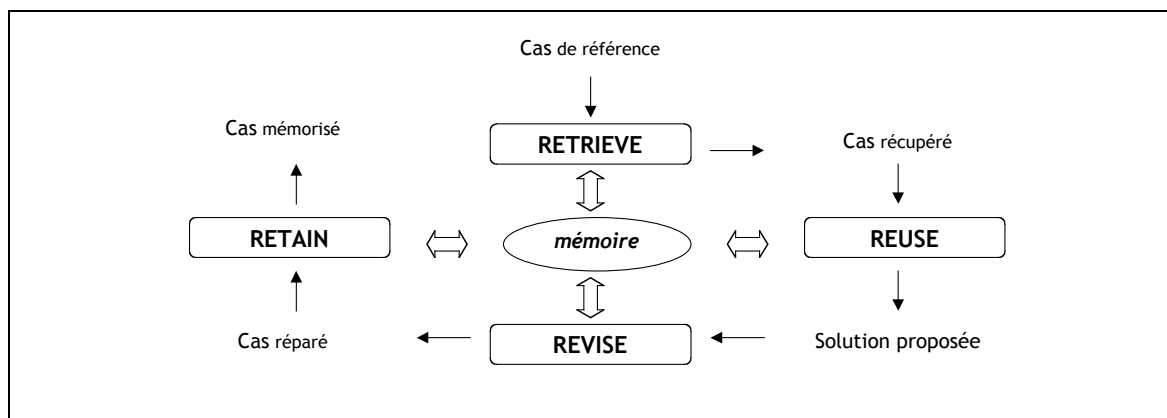 Cas de référence
Cas mémorisé
RETRIEVE
Cas récupéré
RETAIN
mémoire
REUSE
Cas réparé
REVISE
Solution proposée